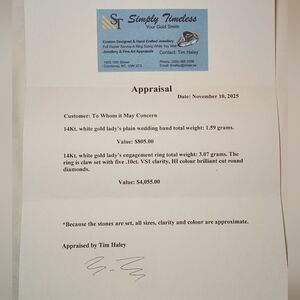 ST Simply Timeless
Your Gold Smith
Custom Designed & Hand Crafted Jewellery
Full Repair Service & Ring Sizing While You Wait
Jewellery & Fine Art Appraisals
Contact: Tim Haley
Appraisal
Date: November 10, 2025
Customer: To Whom it May Concern
14Kt. white gold lady's plain wedding band total weight: 1.59 grams.
Value: $805.00
14Kt. white gold lady's engagement ring total weight: 3.07 grams. The
ring is claw set with five .10ct. VS1 clarity, HI colour brilliant cut round
diamonds.
Value: $4,055.00
*Because the stones are set, all sizes, clarity and colour are approximate.
Appraised by Tim Haley